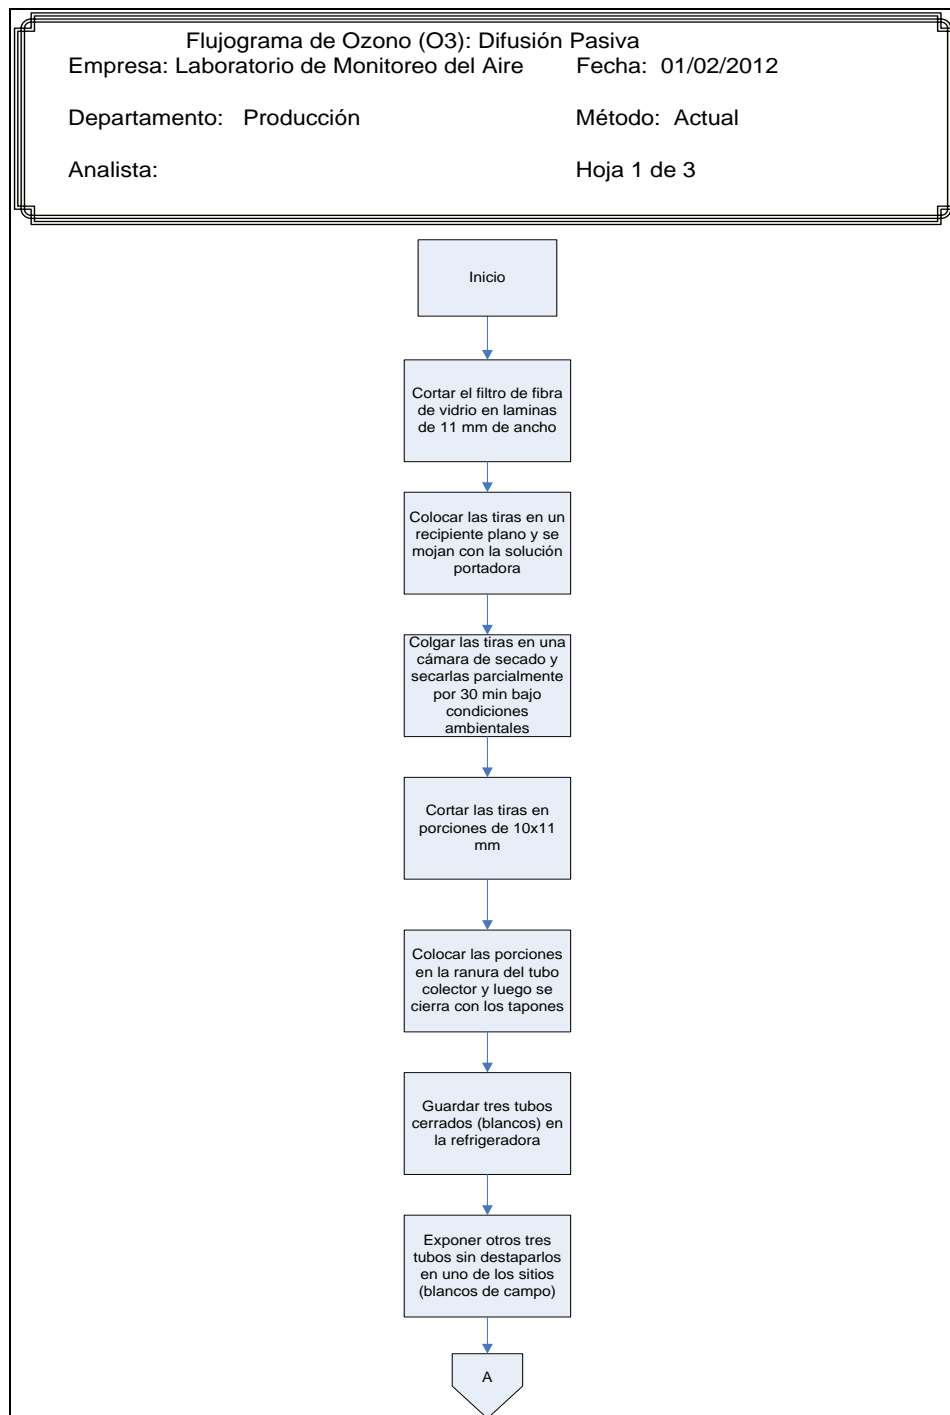 Flujograma de Ozono (O3): Difusión Pasiva
Empresa: Laboratorio de Monitoreo del Aire Fecha: 01/02/2012
Departamento: Producción Método: Actual
Analista: Hoja 1 de 3
Inicio
Cortar el filtro de fibra
de vidrio en laminas
de 11 mm de ancho
Colocar las tiras en un
recipiente plano y se
mojan con la solución
portadora
Colgar las tiras en una
cámara de secado y
secarlas parcialmente
por 30 min bajo
condiciones
ambientales
Cortar las tiras en
porciones de 10x11
mm
Colocar las porciones
en la ranura del tubo
colector y luego se
cierra con los tapones
Guardar tres tubos
cerrados (blancos) en
la refrigeradora
Exponer otros tres
tubos sin destaparlos
en uno de los sitios
(blancos de campo)
A